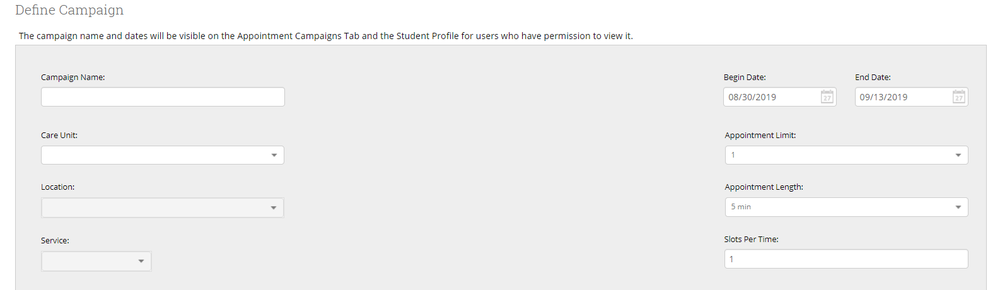 Define Campaign
The campaign name and dates will be visible on the Appointment Campaigns Tab and the Student Profile for users who have permission to view it.
Campaign Name:
Begin Date:
End Date:
08/30/2019
27
09/13/2019
27
Care Unit:
Appointment Limit:
1
Location:
Appointment Length:
5 min
Service:
Slots Per Time:
1